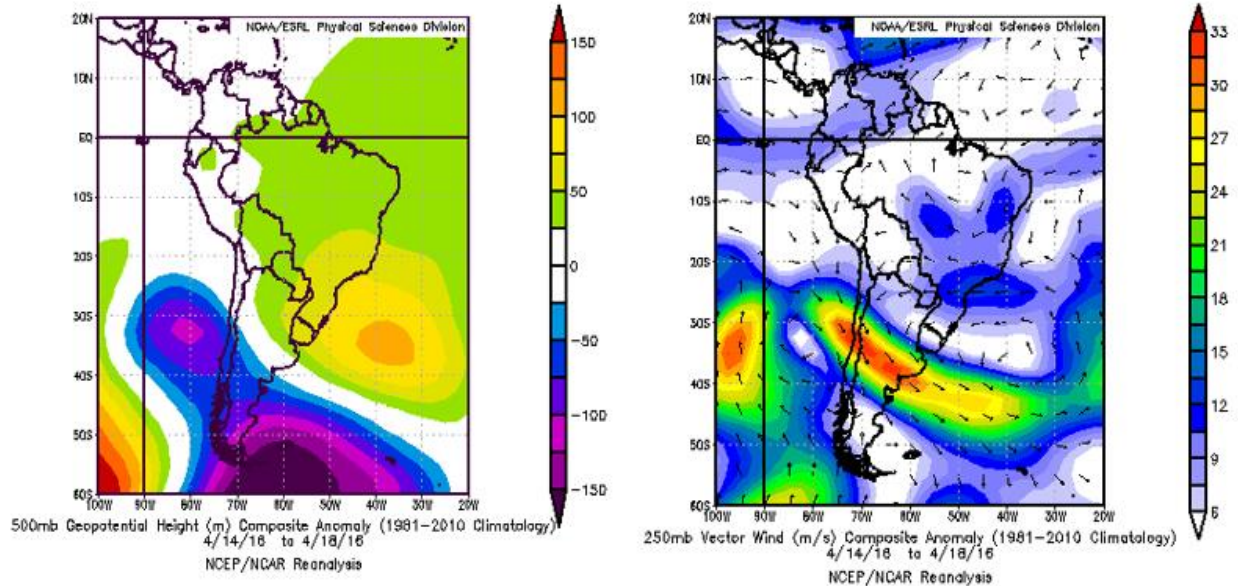 NOAA/ESRL Physical Sciences Division
20N
10N
EQ
10S
20S
30S
40S
50S
60S
100W 90W 80W 70W 60W 50W 40W 30W 20W
150
100
50
0
-50
-100
-150
500mb Geopotential Height (m) Composite Anomaly (1981-2010 Climatology)
4/14/16 to 4/18/16
NCEP/NCAR Reanalysis
NOAA/ESRL Physical Sciences Division
20N
10N
EQ
10S
20S
30S
40S
50S
60S
100W 90W 80W 70W 60W 50W 40W 30W 20W
33
30
27
24
21
18
15
12
9
6
250mb Vector Wind (m/s) Composite Anomaly (1981-2010 Climatology)
4/14/16 to 4/18/16
NCEP/NCAR Reanalysis